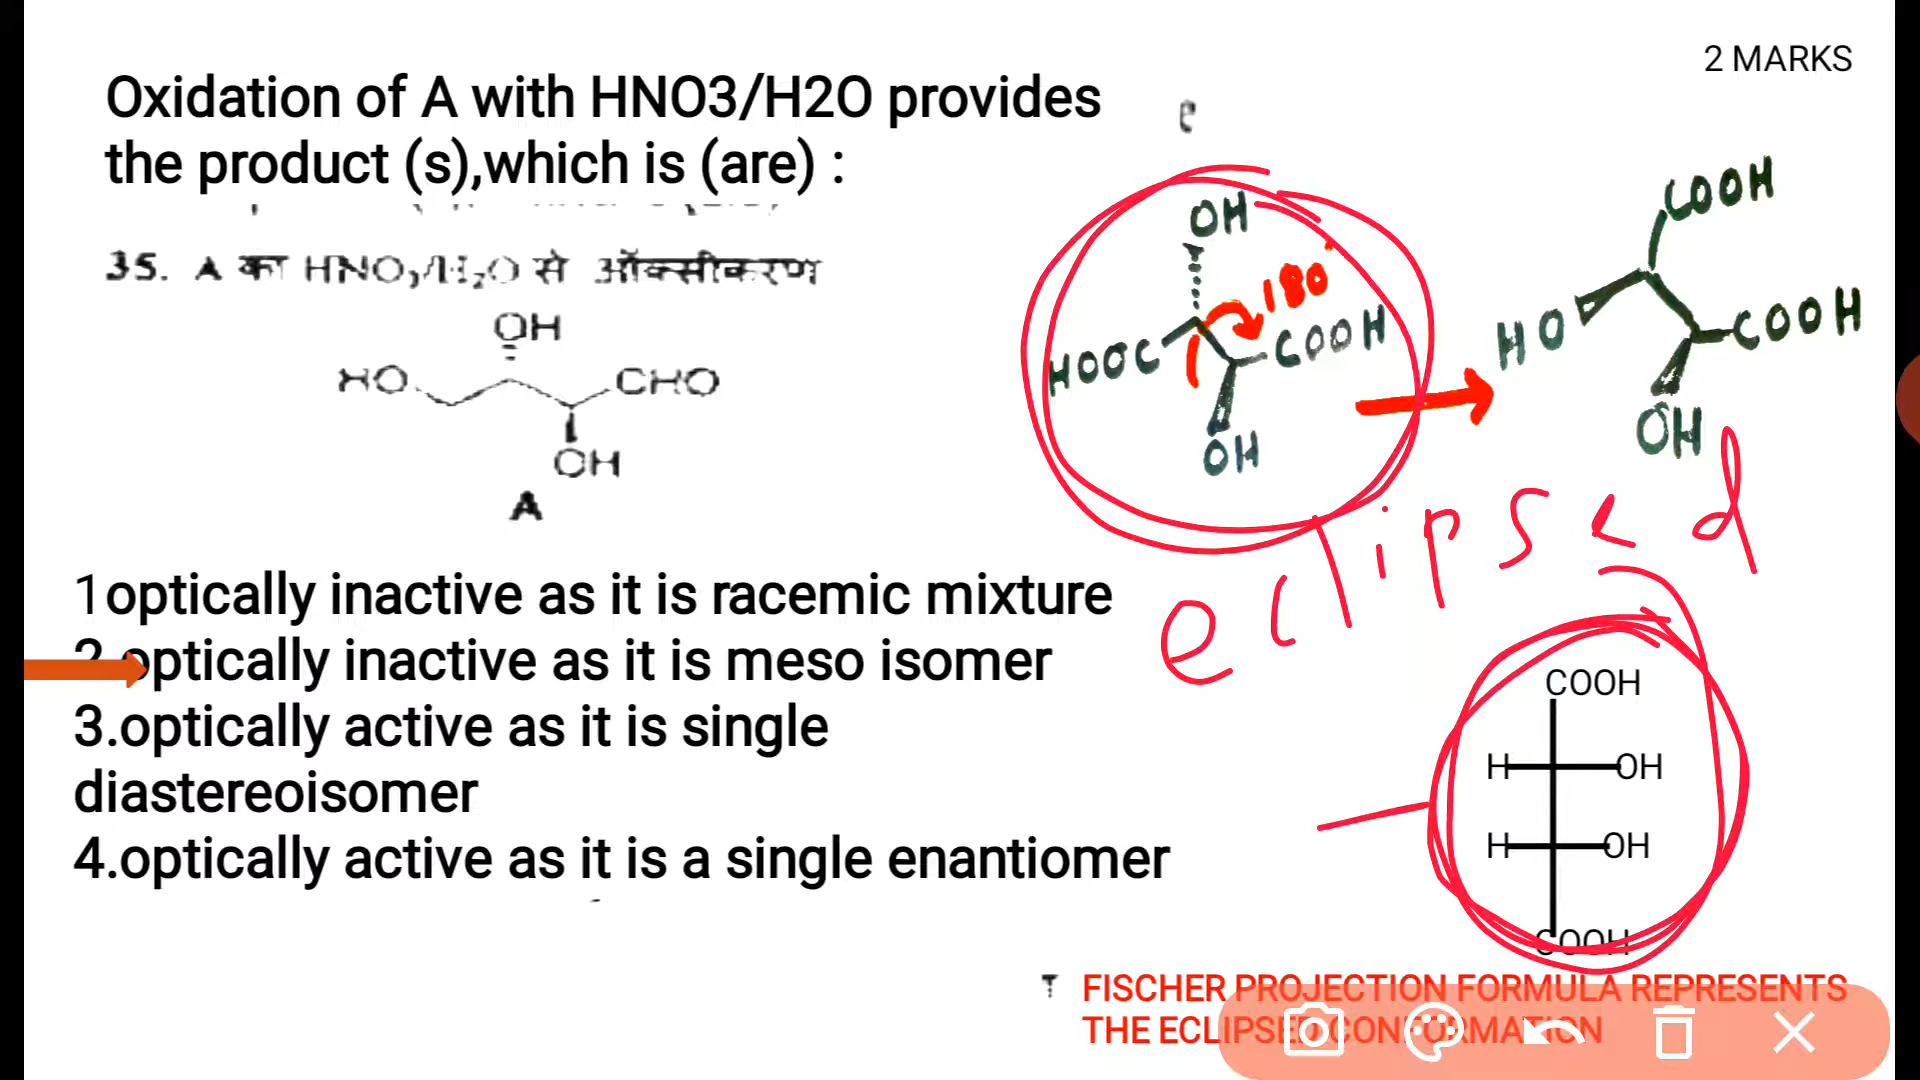 2 MARKS
Oxidation of A with HNO3/H2O provides
the product (s),which is (are) :
35. A का HNO3/H2O से ऑक्सीकरण
OH
HO
CHO
OH
A
1optically inactive as it is racemic mixture
2.optically inactive as it is meso isomer
3.optically active as it is single
diastereoisomer
4.optically active as it is a single enantiomer
OH
180°
HOOC
COOH
OH
COOH
HO
COOH
OH
eclipsed
COOH
H OH
H OH
COOH
FISCHER PROJECTION FORMULA REPRESENTS
THE ECLIPSED CONFORMATION